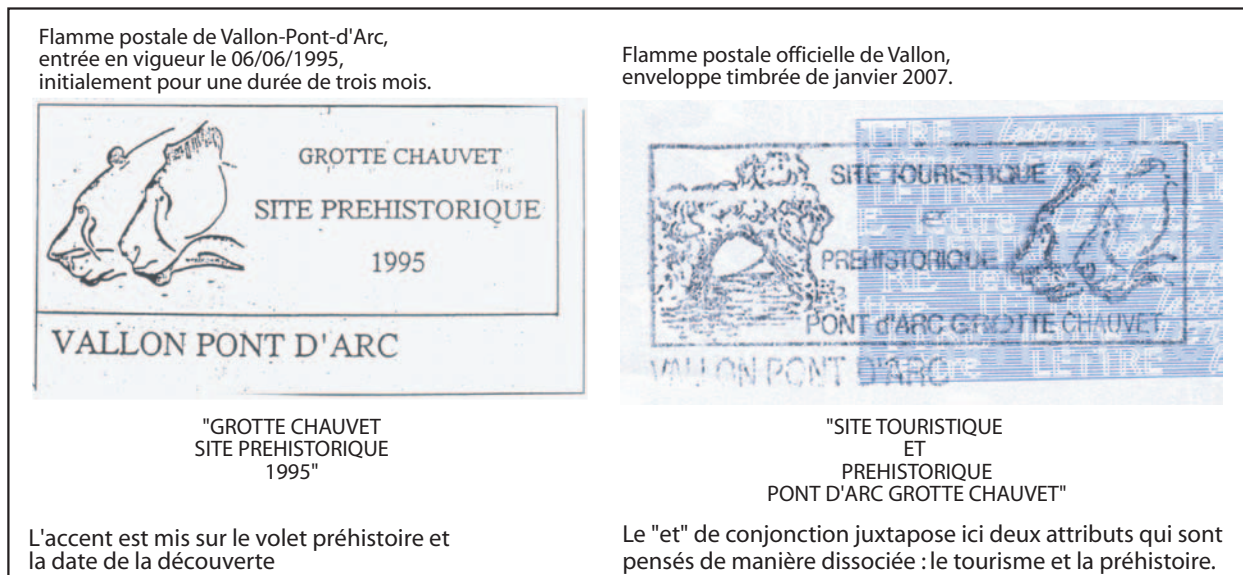 Flamme postale de Vallon-Pont-d'Arc,
entrée en vigueur le 06/06/1995,
initialement pour une durée de trois mois.
GROTTE CHAUVET
SITE PREHISTORIQUE
1995
VALLON PONT D'ARC
"GROTTE CHAUVET
SITE PREHISTORIQUE
1995"
L'accent est mis sur le volet préhistoire et
la date de la découverte
Flamme postale officielle de Vallon,
enveloppe timbrée de janvier 2007.
SITE TOURISTIQUE
et
PREHISTORIQUE
PONT d'ARC GROTTE CHAUVET
VALLON PONT D'ARC
"SITE TOURISTIQUE
ET
PREHISTORIQUE
PONT D'ARC GROTTE CHAUVET"
Le "et" de conjonction juxtapose ici deux attributs qui sont
pensés de manière dissociée : le tourisme et la préhistoire.